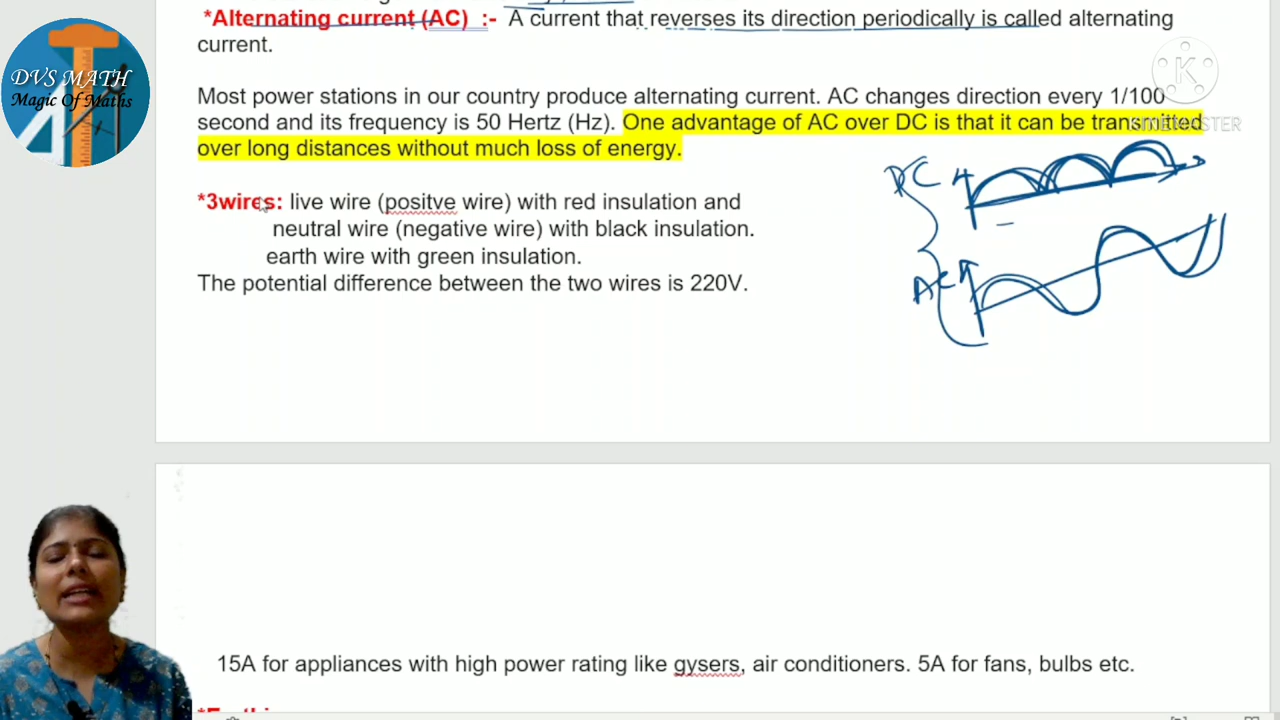 *Alternating current (AC) :- A current that reverses its direction periodically is called alternating
current.
DVS MATH
Magic Of Maths
K
Most power stations in our country produce alternating current. AC changes direction every 1/100
second and its frequency is 50 Hertz (Hz). One advantage of AC over DC is that it can be transmitted
KINEMASTER
over long distances without much loss of energy.
DC
*3wires: live wire (positve wire) with red insulation and
neutral wire (negative wire) with black insulation.
earth wire with green insulation.
The potential difference between the two wires is 220V.
AC
15A for appliances with high power rating like gysers, air conditioners. 5A for fans, bulbs etc.